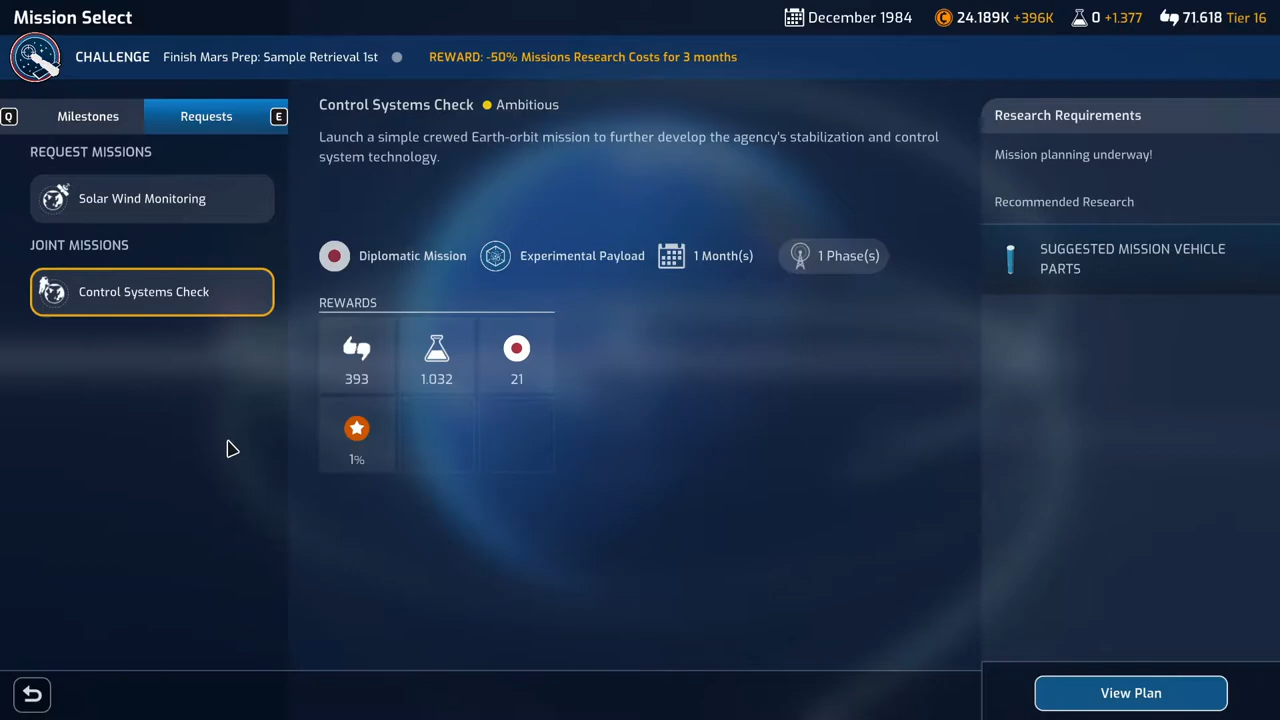 Mission Select
December 1984
24.189K +396K
0 +1.377
71.618 Tier 16
CHALLENGE
Finish Mars Prep: Sample Retrieval 1st
REWARD: -50% Missions Research Costs for 3 months
Q
Milestones
Requests
E
REQUEST MISSIONS
Solar Wind Monitoring
JOINT MISSIONS
Control Systems Check
Control Systems Check
Ambitious
Launch a simple crewed Earth-orbit mission to further develop the agency's stabilization and control
system technology.
Diplomatic Mission
Experimental Payload
1 Month(s)
1 Phase(s)
REWARDS
393
1.032
21
1%
Research Requirements
Mission planning underway!
Recommended Research
SUGGESTED MISSION VEHICLE
PARTS
View Plan